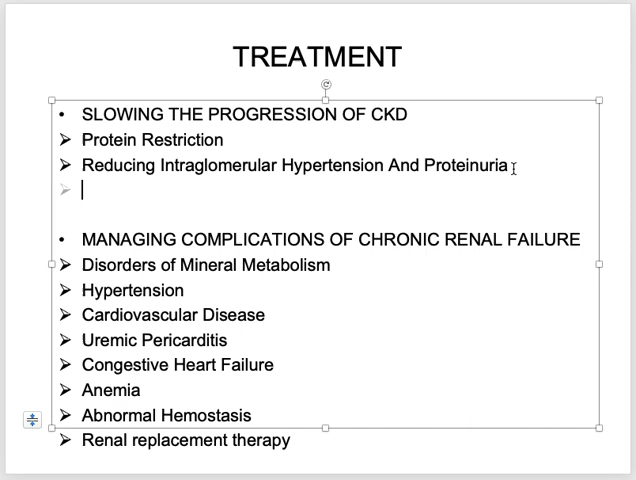 TREATMENT
• SLOWING THE PROGRESSION OF CKD
➢ Protein Restriction
➢ Reducing Intraglomerular Hypertension And Proteinuria
➢
• MANAGING COMPLICATIONS OF CHRONIC RENAL FAILURE
➢ Disorders of Mineral Metabolism
➢ Hypertension
➢ Cardiovascular Disease
➢ Uremic Pericarditis
➢ Congestive Heart Failure
➢ Anemia
➢ Abnormal Hemostasis
➢ Renal replacement therapy